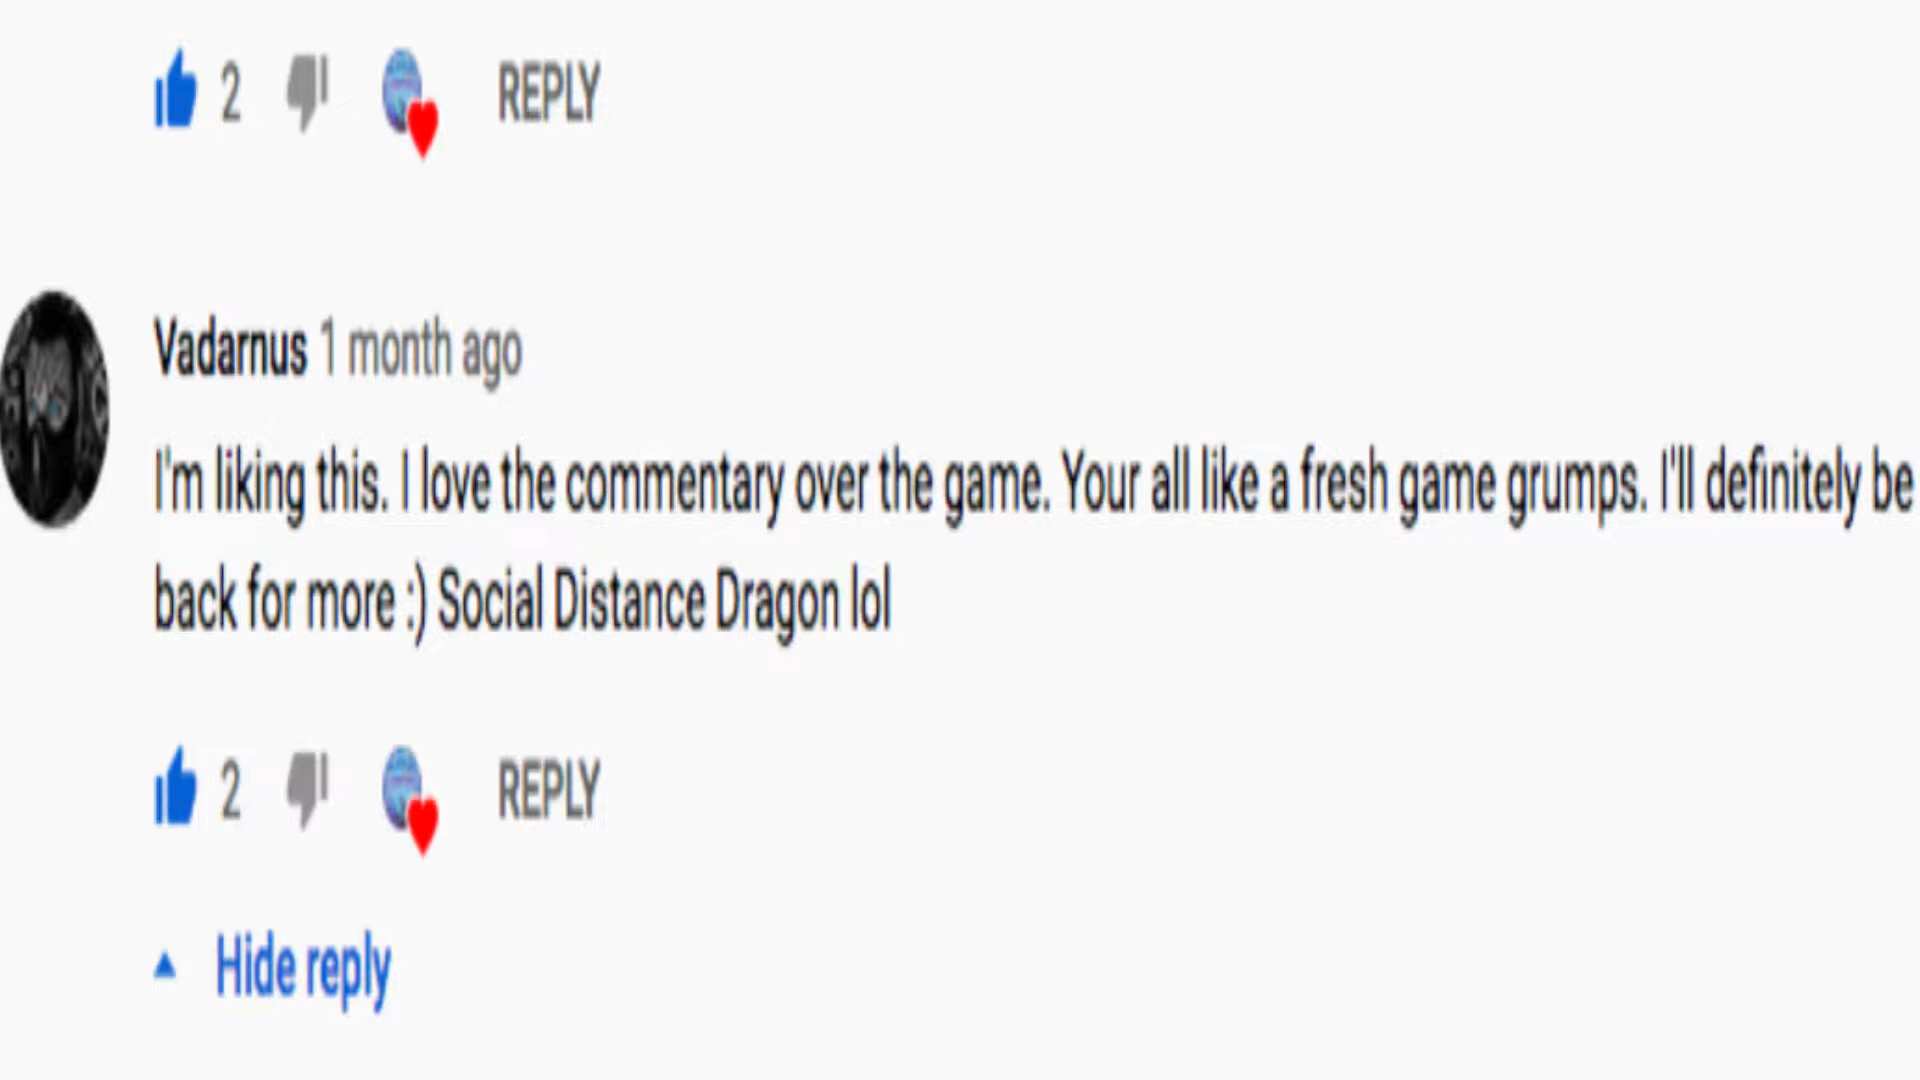 2 REPLY
Vadarnus 1 month ago
I'm liking this. I love the commentary over the game. Your all like a fresh game grumps. I'll definitely be
back for more :) Social Distance Dragon lol
2 REPLY
Hide reply